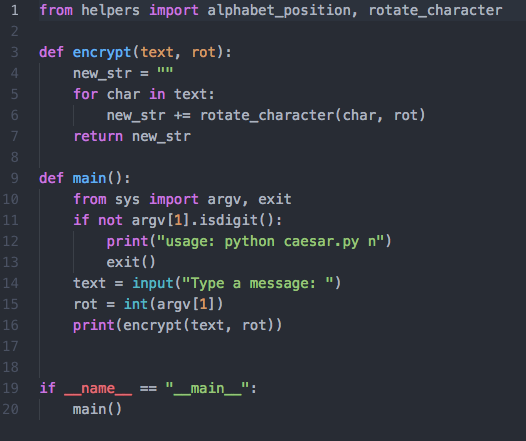 1 from helpers import alphabet_position, rotate_character
2
3 def encrypt(text, rot):
4     new_str = ""
5     for char in text:
6         new_str += rotate_character(char, rot)
7     return new_str
8
9 def main():
10     from sys import argv, exit
11     if not argv[1].isdigit():
12         print("usage: python caesar.py n")
13         exit()
14     text = input("Type a message: ")
15     rot = int(argv[1])
16     print(encrypt(text, rot))
17
18
19 if __name__ == "__main__":
20     main()